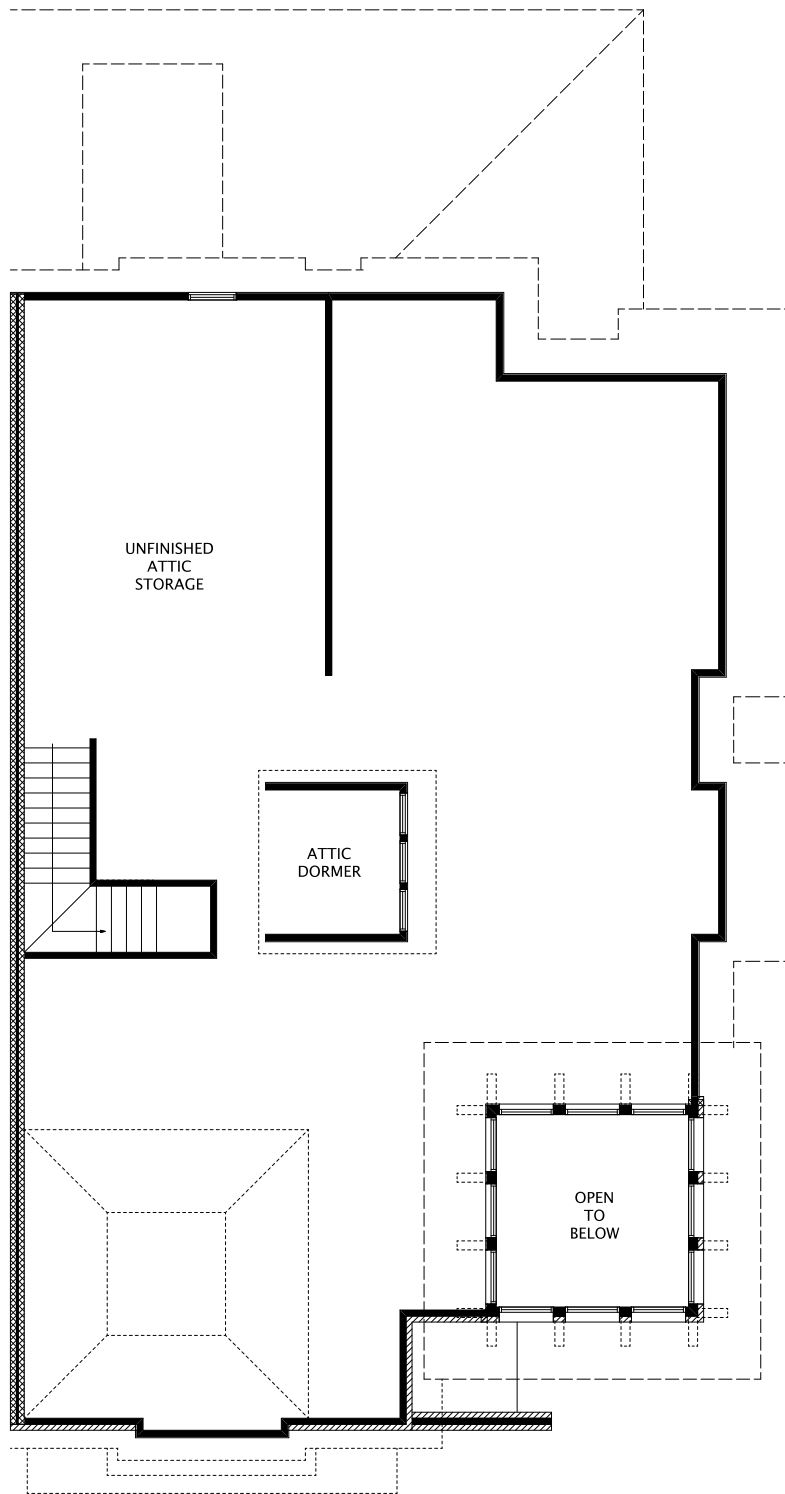 UNFINISHED
ATTIC
STORAGE
ATTIC
DORMER
OPEN
TO
BELOW